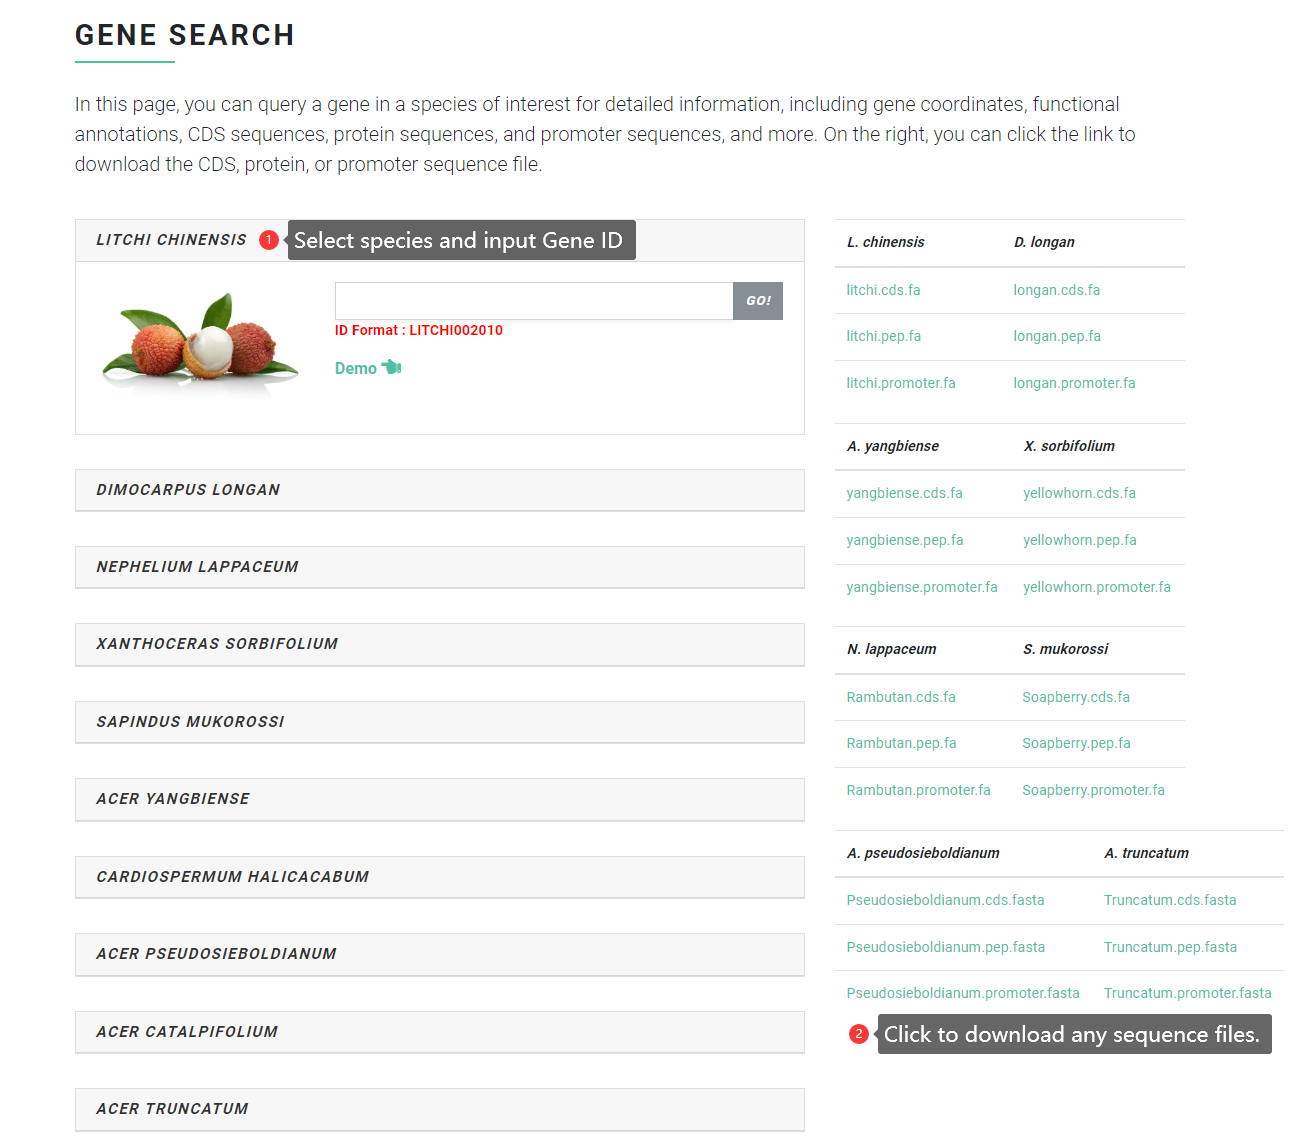 GENE SEARCH
In this page, you can query a gene in a species of interest for detailed information, including gene coordinates, functional
annotations, CDS sequences, protein sequences, and promoter sequences, and more. On the right, you can click the link to
download the CDS, protein, or promoter sequence file.
LITCHI CHINENSIS 1 Select species and input Gene ID
GO!
ID Format : LITCHI002010
Demo
DIMOCARPUS LONGAN
NEPHELIUM LAPPACEUM
XANTHOCERAS SORBIFOLIUM
SAPINDUS MUKOROSSI
ACER YANGBIENSE
CARDIOSPERMUM HALICACABUM
ACER PSEUDOSIEBOLDIANUM
ACER CATALPIFOLIUM
ACER TRUNCATUM
L. chinensis D. longan
litchi.cds.fa longan.cds.fa
litchi.pep.fa longan.pep.fa
litchi.promoter.fa longan.promoter.fa
A. yangbiense X. sorbifolium
yangbiense.cds.fa yellowhorn.cds.fa
yangbiense.pep.fa yellowhorn.pep.fa
yangbiense.promoter.fa yellowhorn.promoter.fa
N. lappaceum S. mukorossi
Rambutan.cds.fa Soapberry.cds.fa
Rambutan.pep.fa Soapberry.pep.fa
Rambutan.promoter.fa Soapberry.promoter.fa
A. pseudosieboldianum A. truncatum
Pseudosieboldianum.cds.fasta Truncatum.cds.fasta
Pseudosieboldianum.pep.fasta Truncatum.pep.fasta
Pseudosieboldianum.promoter.fasta Truncatum.promoter.fasta
2 Click to download any sequence files.